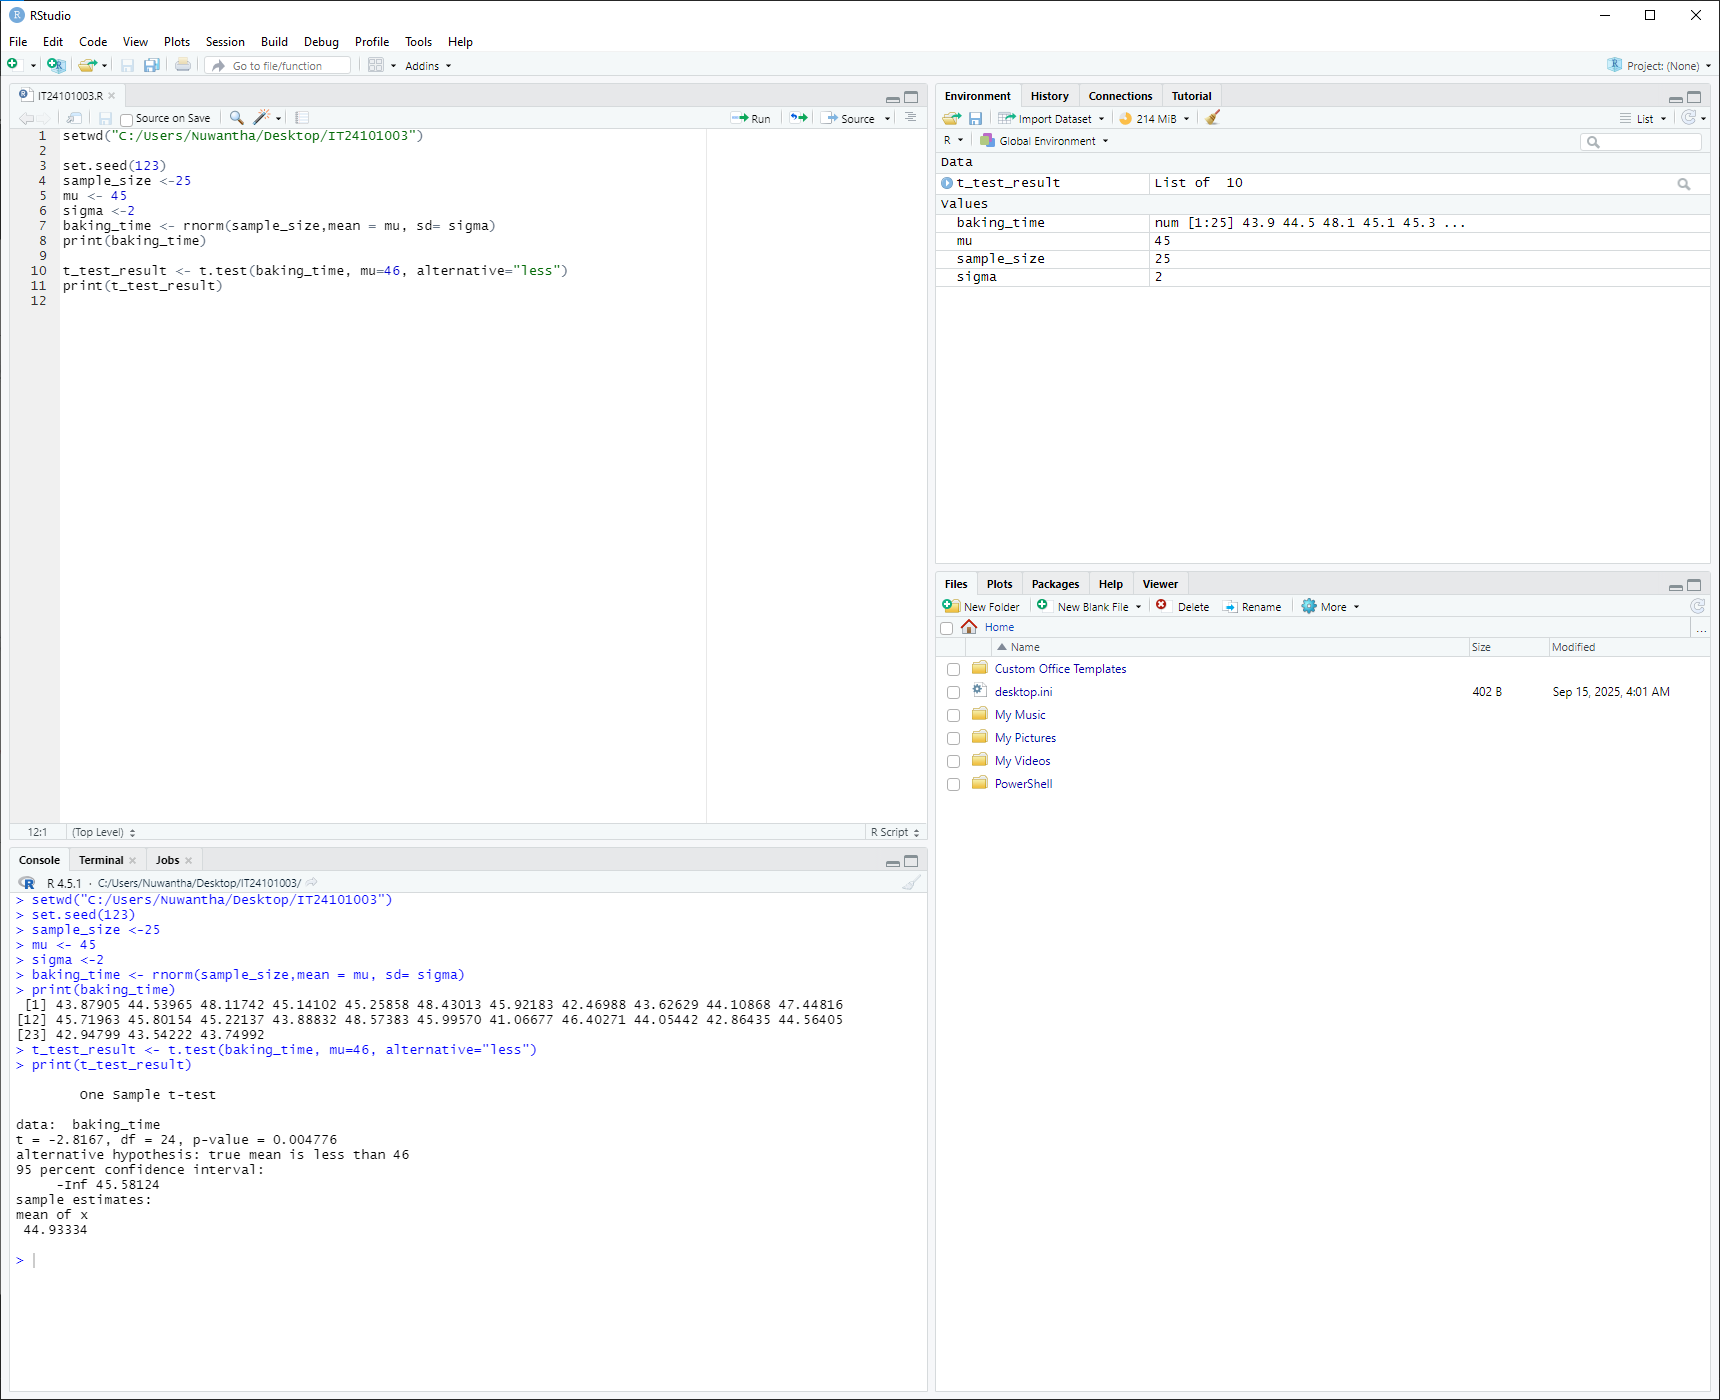 RStudio
File Edit Code View Plots Session Build Debug Profile Tools Help
Go to file/function Addins Project: (None)
IT24101003.R
Source on Save Run Source
1 setwd("C:/Users/Nuwantha/Desktop/IT24101003")
2
3 set.seed(123)
4 sample_size <-25
5 mu <- 45
6 sigma <-2
7 baking_time <- rnorm(sample_size,mean = mu, sd= sigma)
8 print(baking_time)
9
10 t_test_result <- t.test(baking_time, mu=46, alternative="less")
11 print(t_test_result)
12
12:1 (Top Level) R Script
Console Terminal Jobs
R 4.5.1 · C:/Users/Nuwantha/Desktop/IT24101003/
> setwd("C:/Users/Nuwantha/Desktop/IT24101003")
> set.seed(123)
> sample_size <-25
> mu <- 45
> sigma <-2
> baking_time <- rnorm(sample_size,mean = mu, sd= sigma)
> print(baking_time)
[1] 43.87905 44.53965 48.11742 45.14102 45.25858 48.43013 45.92183 42.46988 43.62629 44.10868 47.44816
[12] 45.71963 45.80154 45.22137 43.88832 48.57383 45.99570 41.06677 46.40271 44.05442 42.86435 44.56405
[23] 42.94799 43.54222 43.74992
> t_test_result <- t.test(baking_time, mu=46, alternative="less")
> print(t_test_result)
One Sample t-test
data: baking_time
t = -2.8167, df = 24, p-value = 0.004776
alternative hypothesis: true mean is less than 46
95 percent confidence interval:
-Inf 45.58124
sample estimates:
mean of x
44.93334
>
Environment History Connections Tutorial
Import Dataset 214 MiB List
R Global Environment
Data
t_test_result List of 10
Values
baking_time num [1:25] 43.9 44.5 48.1 45.1 45.3 ...
mu 45
sample_size 25
sigma 2
Files Plots Packages Help Viewer
New Folder New Blank File Delete Rename More
Home ...
Name Size Modified
Custom Office Templates
desktop.ini 402 B Sep 15, 2025, 4:01 AM
My Music
My Pictures
My Videos
PowerShell